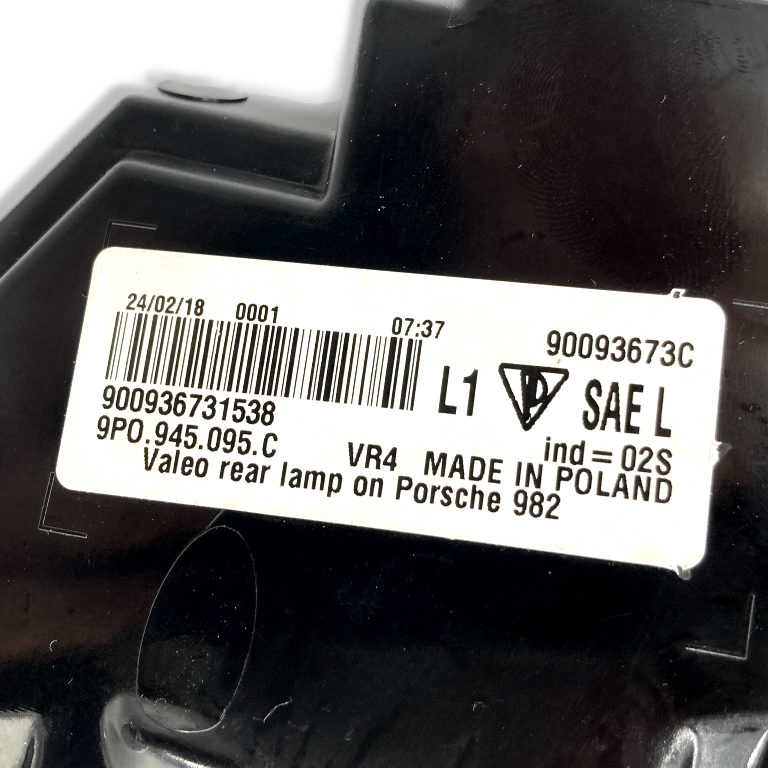 24/02/18 0001 07:37
90093673C
L1 SAE L
900936731538
9P0.945.095.C
ind = 02S
VR4 MADE IN POLAND
Valeo rear lamp on Porsche 982